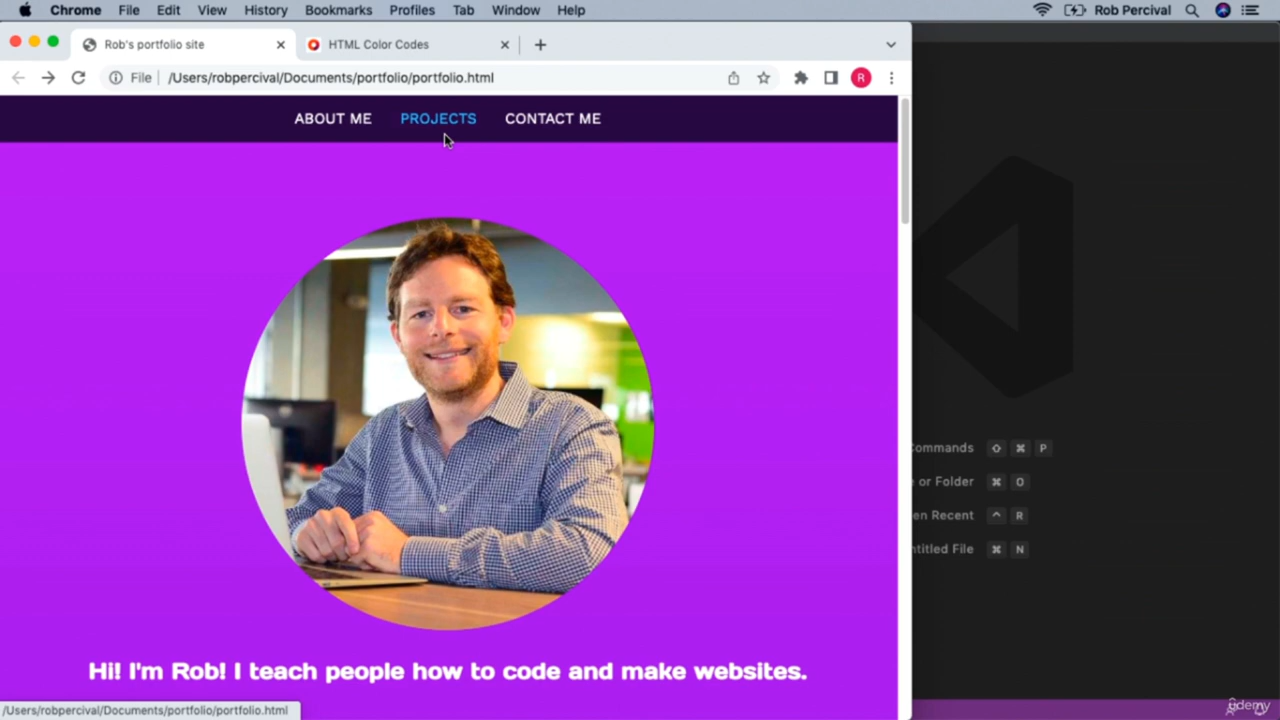 Chrome File Edit View History Bookmarks Profiles Tab Window Help Rob Percival
Rob's portfolio site HTML Color Codes
File /Users/robpercival/Documents/portfolio/portfolio.html R
ABOUT ME PROJECTS CONTACT ME
Commands ⇧ ⌘ P
or Folder ⌘ O
Recent ^ R
File ⌘ N
Hi! I'm Rob! I teach people how to code and make websites.
/Users/robpercival/Documents/portfolio/portfolio.html
udemy